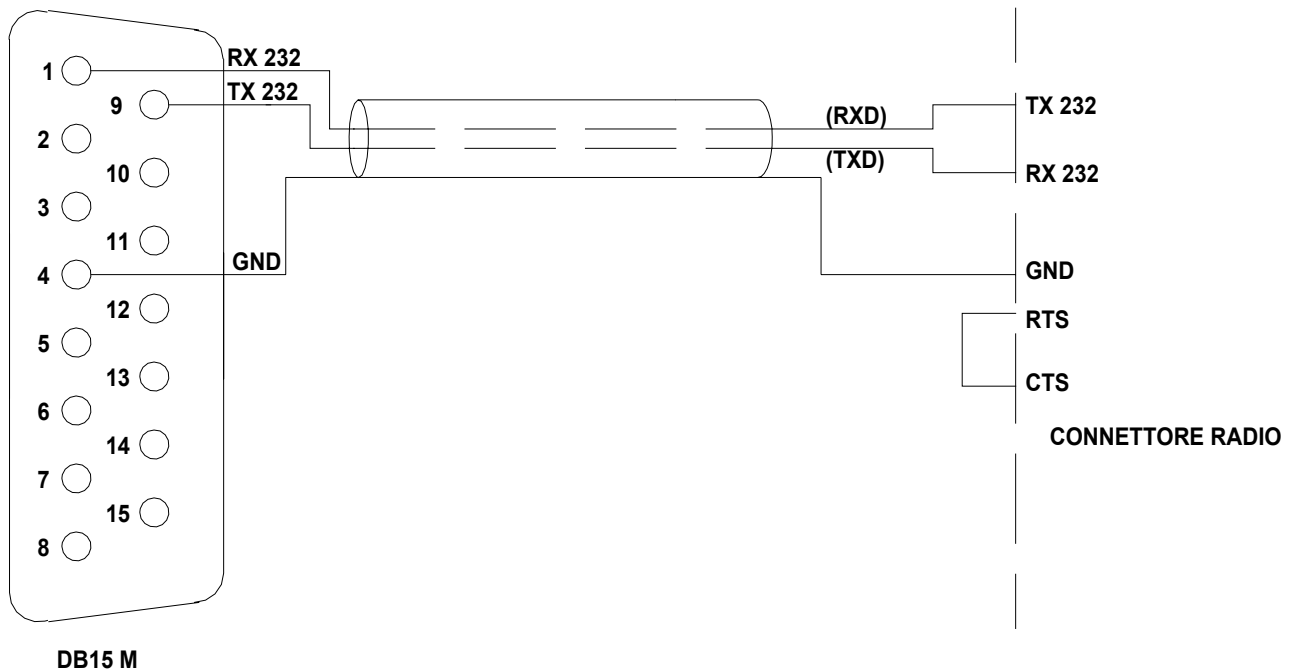 RX 232
1
TX 232
9
2
10
3
11
4
GND
12
5
13
6
14
7
15
8
DB15 M
(RXD)
(TXD)
TX 232
RX 232
GND
RTS
CTS
CONNETTORE RADIO